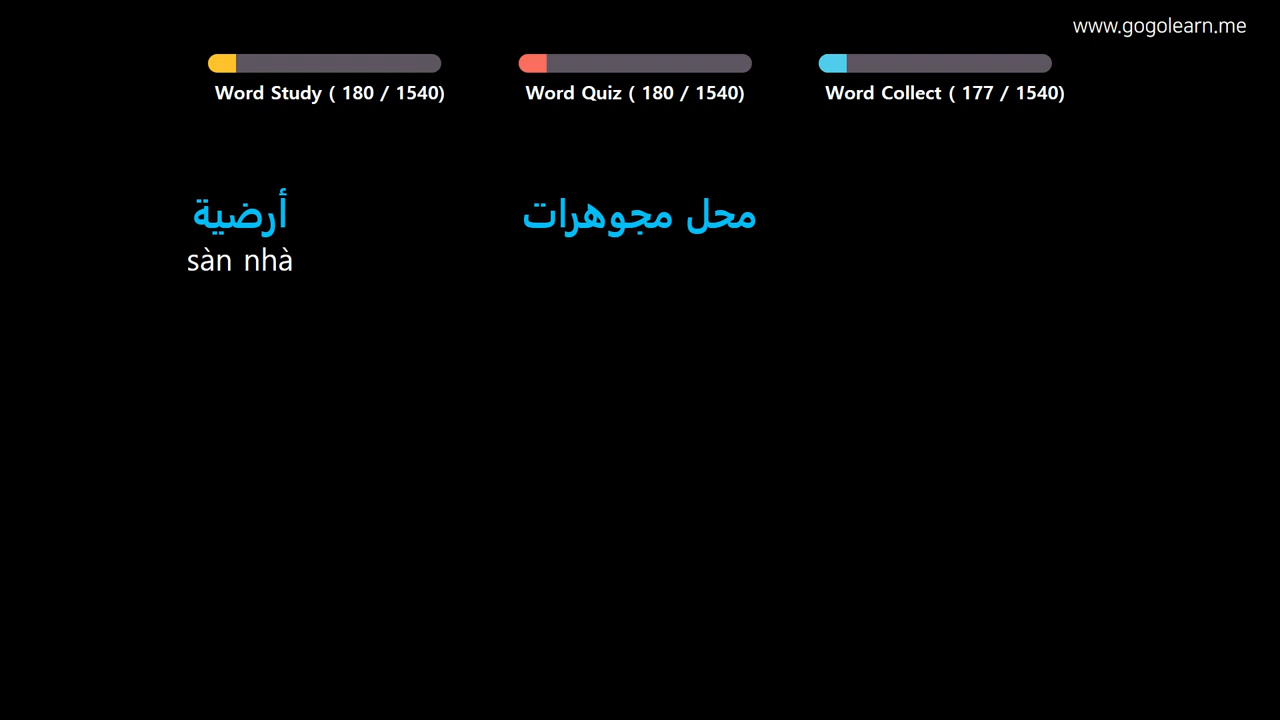 www.gogolearn.me
Word Study ( 180 / 1540)
Word Quiz ( 180 / 1540)
Word Collect ( 177 / 1540)
أرضية
sàn nhà
محل مجوهرات